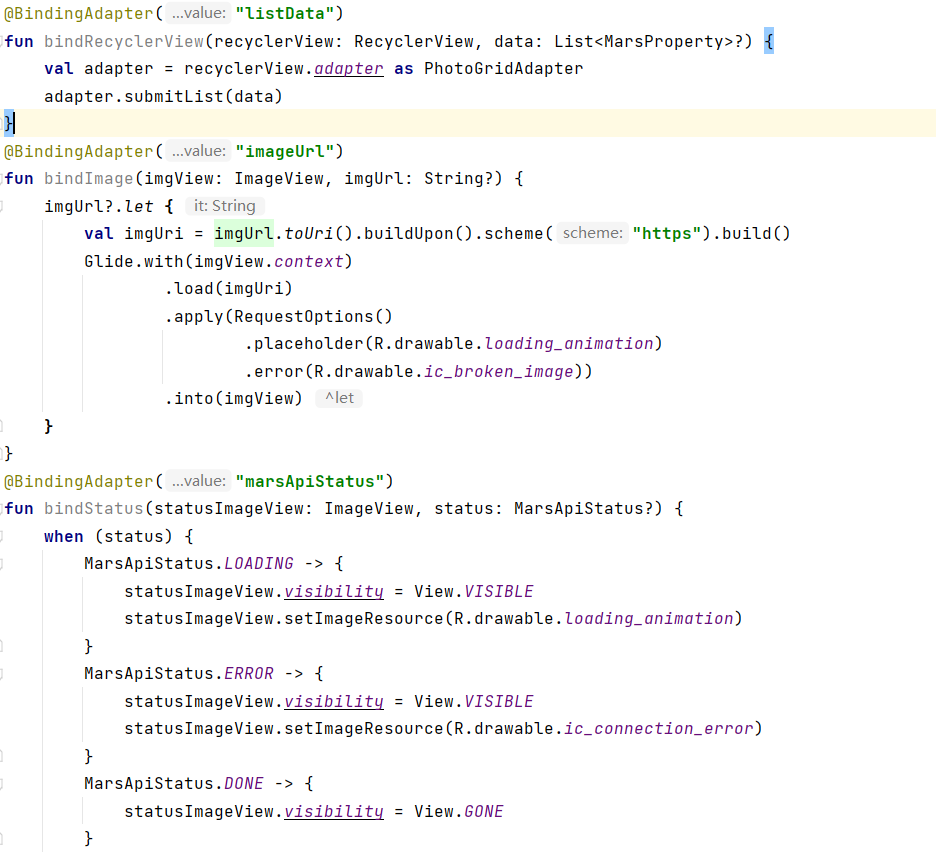 @BindingAdapter( ...value: "listData")
fun bindRecyclerView(recyclerView: RecyclerView, data: List<MarsProperty>?) {
    val adapter = recyclerView.adapter as PhotoGridAdapter
    adapter.submitList(data)
}
@BindingAdapter( ...value: "imageUrl")
fun bindImage(imgView: ImageView, imgUrl: String?) {
    imgUrl?.let { it: String
        val imgUri = imgUrl.toUri().buildUpon().scheme( scheme: "https").build()
        Glide.with(imgView.context)
                .load(imgUri)
                .apply(RequestOptions()
                        .placeholder(R.drawable.loading_animation)
                        .error(R.drawable.ic_broken_image))
                .into(imgView) ^let
    }
}
@BindingAdapter( ...value: "marsApiStatus")
fun bindStatus(statusImageView: ImageView, status: MarsApiStatus?) {
    when (status) {
        MarsApiStatus.LOADING -> {
            statusImageView.visibility = View.VISIBLE
            statusImageView.setImageResource(R.drawable.loading_animation)
        }
        MarsApiStatus.ERROR -> {
            statusImageView.visibility = View.VISIBLE
            statusImageView.setImageResource(R.drawable.ic_connection_error)
        }
        MarsApiStatus.DONE -> {
            statusImageView.visibility = View.GONE
        }